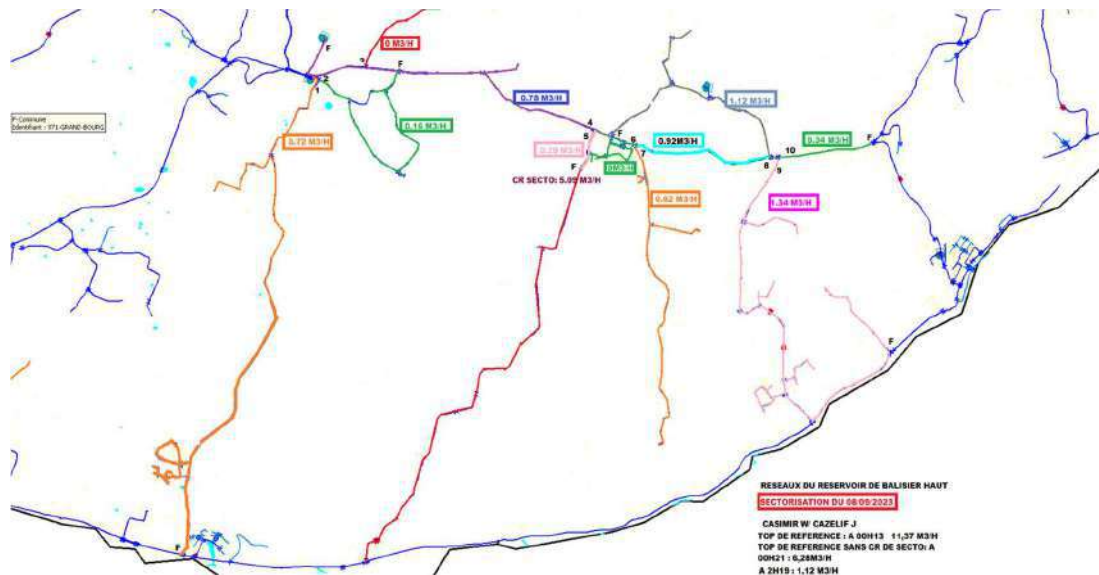 0 M3/H
F
F
2
1
0.78 M3/H
1.12 M3/H
P-Commune
Identifiant : 971-GRAND-BOURG
0.16 M3/H
4
5
F
6
7
0.92M3/H
10
0.34 M3/H
F
0.72 M3/H
0M3/H
8
9
F
CR SECTO: 5.09 M3/H
0.62 M3/H
1.34 M3/H
F
F
RESEAUX DU RESERVOIR DE BALISIER HAUT
SECTORISATION DU 08/09/2023
CASIMIR W/ CAZELIF J
TOP DE REFERENCE : A 00H13 11,37 M3/H
TOP DE REFERENCE SANS CR DE SECTO: A
00H21 : 6,28M3/H
A 2H19 : 1,12 M3/H